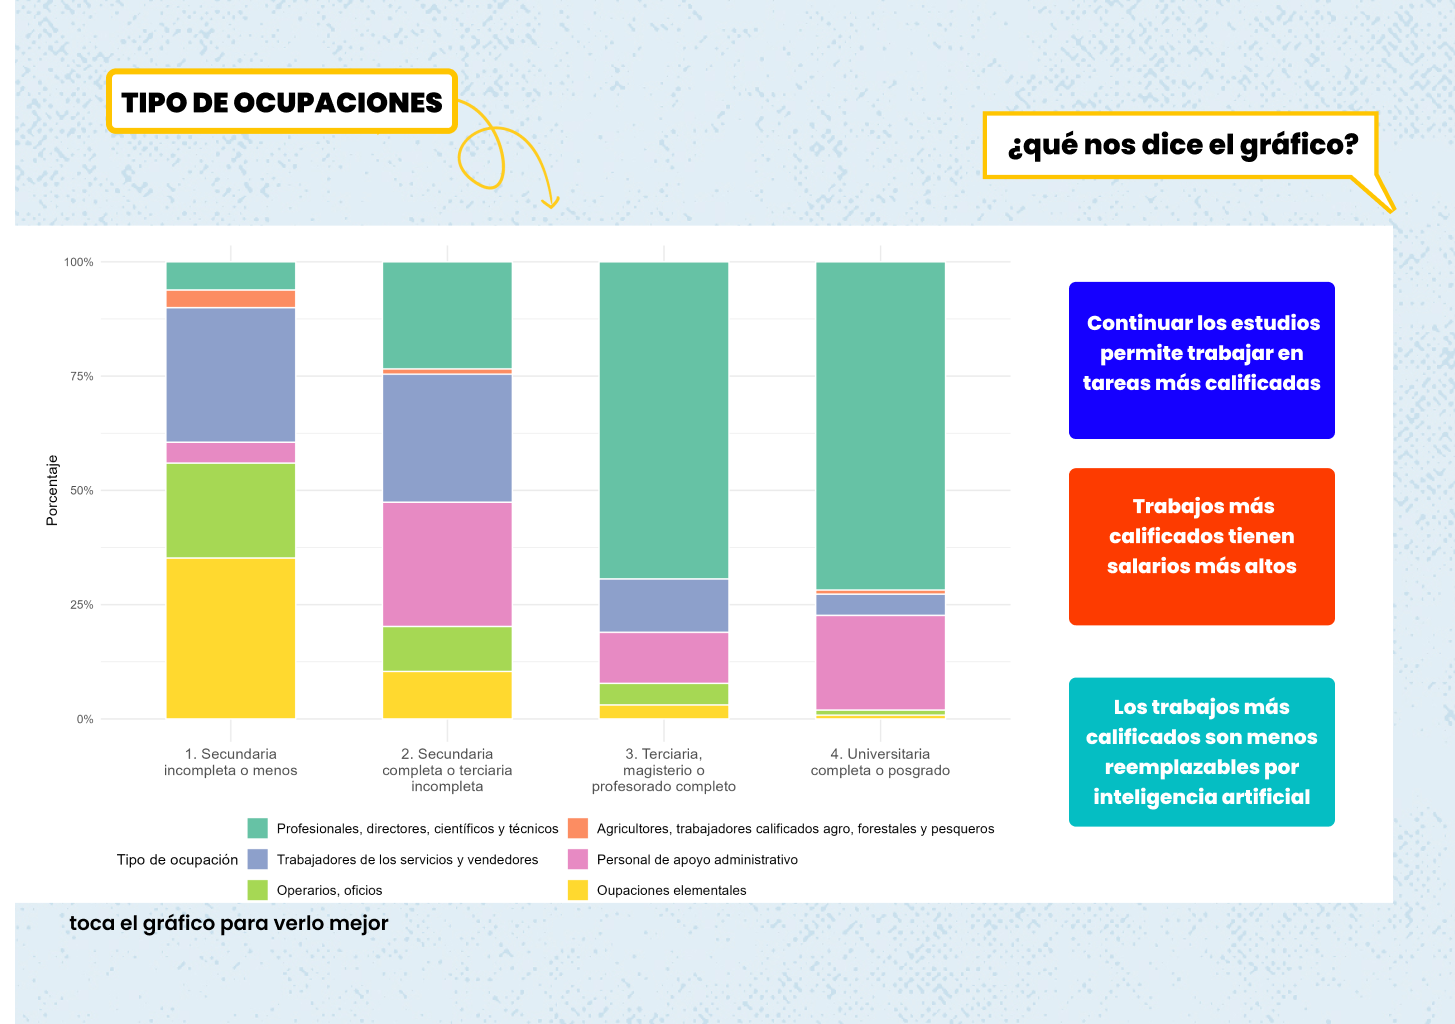 TIPO DE OCUPACIONES
¿qué nos dice el gráfico?
100%
75%
50%
25%
0%
Porcentaje
1. Secundaria
incompleta o menos
2. Secundaria
completa o terciaria
incompleta
3. Terciaria,
magisterio o
profesorado completo
4. Universitaria
completa o posgrado
Tipo de ocupación
Profesionales, directores, científicos y técnicos
Trabajadores de los servicios y vendedores
Operarios, oficios
Agricultores, trabajadores calificados agro, forestales y pesqueros
Personal de apoyo administrativo
Oupaciones elementales
Continuar los estudios
permite trabajar en
tareas más calificadas
Trabajos más
calificados tienen
salarios más altos
Los trabajos más
calificados son menos
reemplazables por
inteligencia artificial
toca el gráfico para verlo mejor